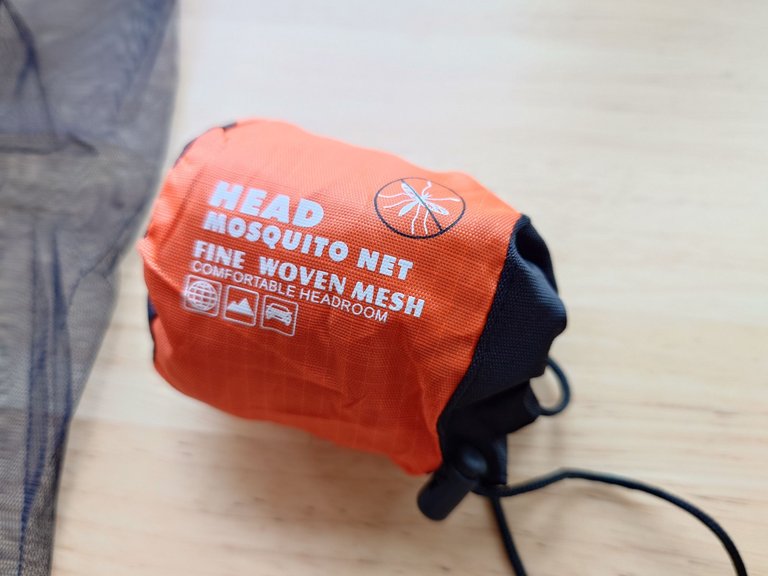 HEAD
MOSQUITO NET
FINE WOVEN MESH
COMFORTABLE HEADROOM